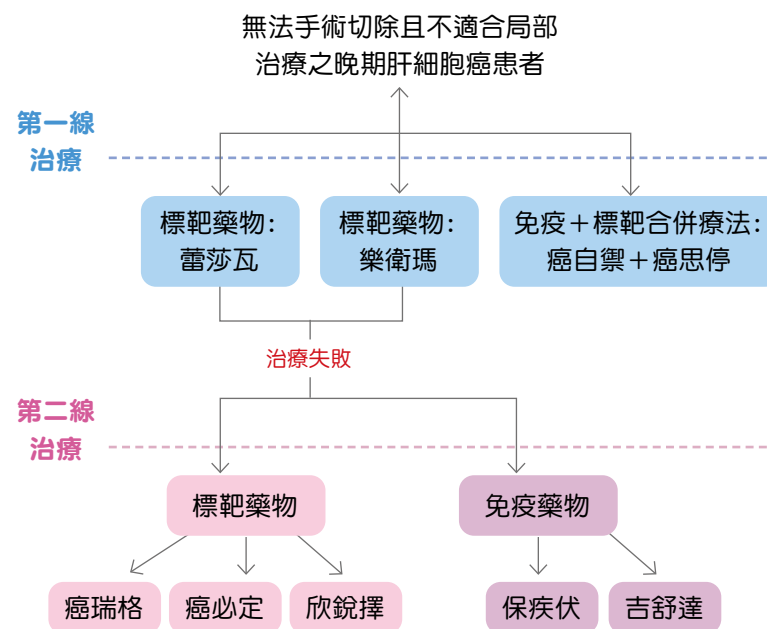 無法手術切除且不適合局部
治療之晚期肝細胞癌患者
第一線
治療
標靶藥物：
蕾莎瓦
標靶藥物：
樂衛瑪
免疫＋標靶合併療法：
癌自禦＋癌思停
治療失敗
第二線
治療
標靶藥物
免疫藥物
癌瑞格
癌必定
欣銳擇
保疾伏
吉舒達